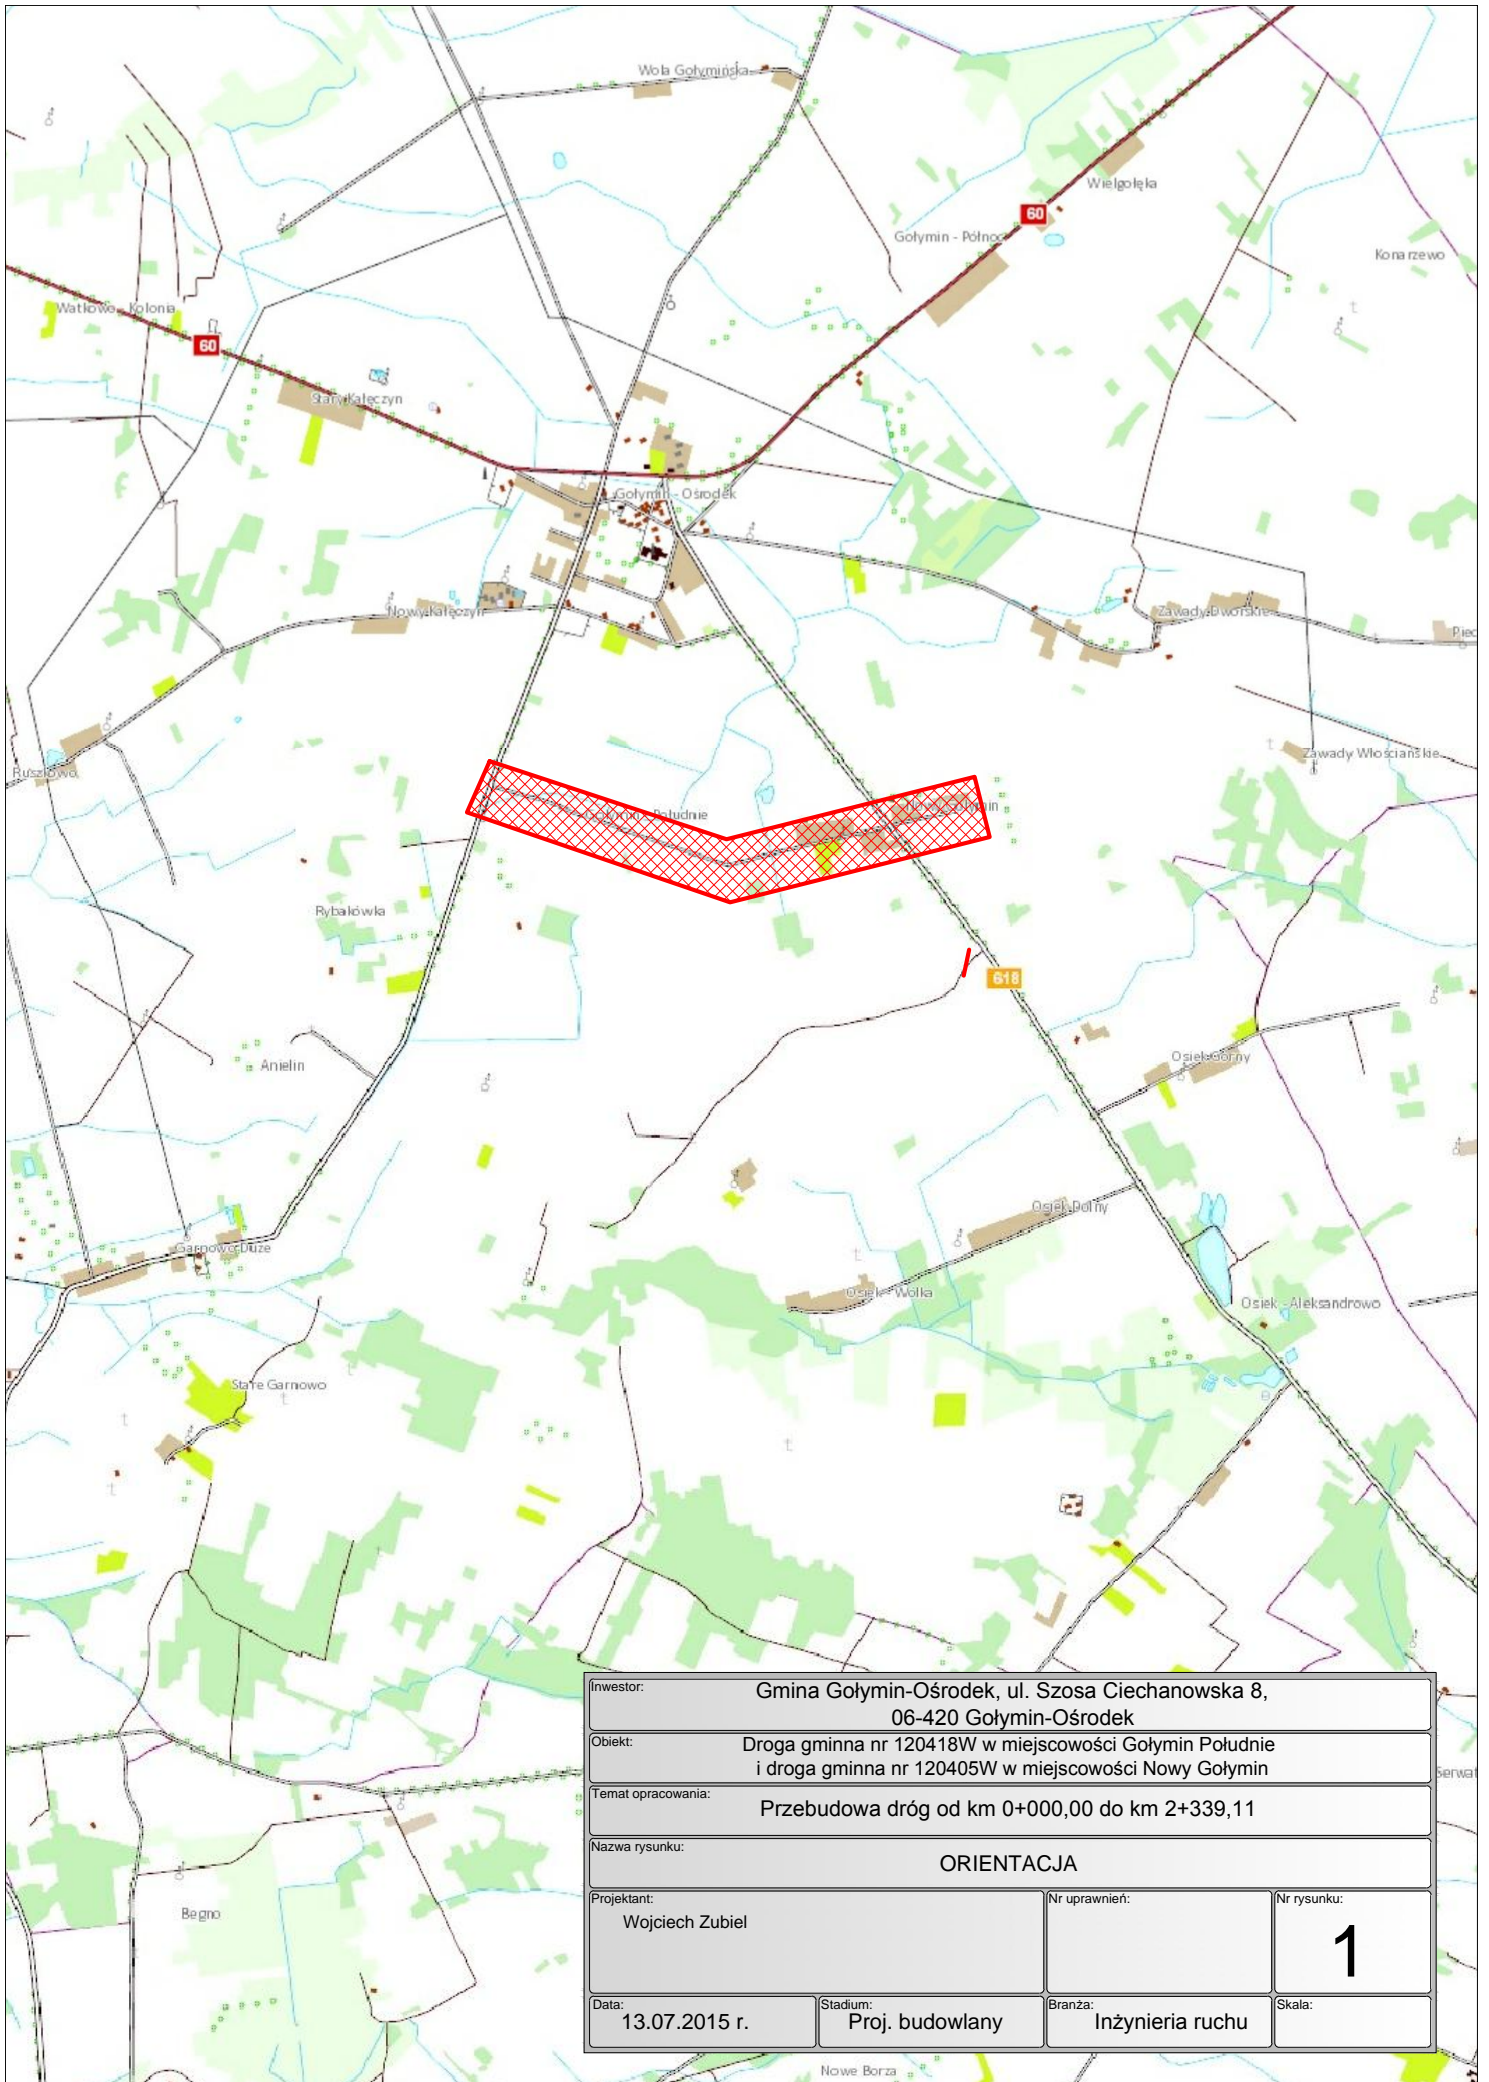 Wola Gołymińska
Wielgołęka
60
Gołymin - Północ
Konarzewo
Watkowo - Kolonia
60
Stary Kałęczyn
Gołymin - Ośrodek
Nowy Kałęczyn
Zawady Dworskie
Piec
Zawady Włościańskie
Ruszkowo
Gołymin - Południe
Nowy Gołymin
Rybakówka
618
Anielin
Osiek Górny
Osiek Dolny
Garnowo Duże
Osiek - Wólka
Osiek - Aleksandrowo
Stare Garnowo
Serwat
Begno
Nowe Borza
Inwestor:
Gmina Gołymin-Ośrodek, ul. Szosa Ciechanowska 8,
06-420 Gołymin-Ośrodek
Obiekt:
Droga gminna nr 120418W w miejscowości Gołymin Południe
i droga gminna nr 120405W w miejscowości Nowy Gołymin
Temat opracowania:
Przebudowa dróg od km 0+000,00 do km 2+339,11
Nazwa rysunku:
ORIENTACJA
Projektant:
Wojciech Zubiel
Nr uprawnień:
Nr rysunku:
1
Data:
13.07.2015 r.
Stadium:
Proj. budowlany
Branża:
Inżynieria ruchu
Skala: